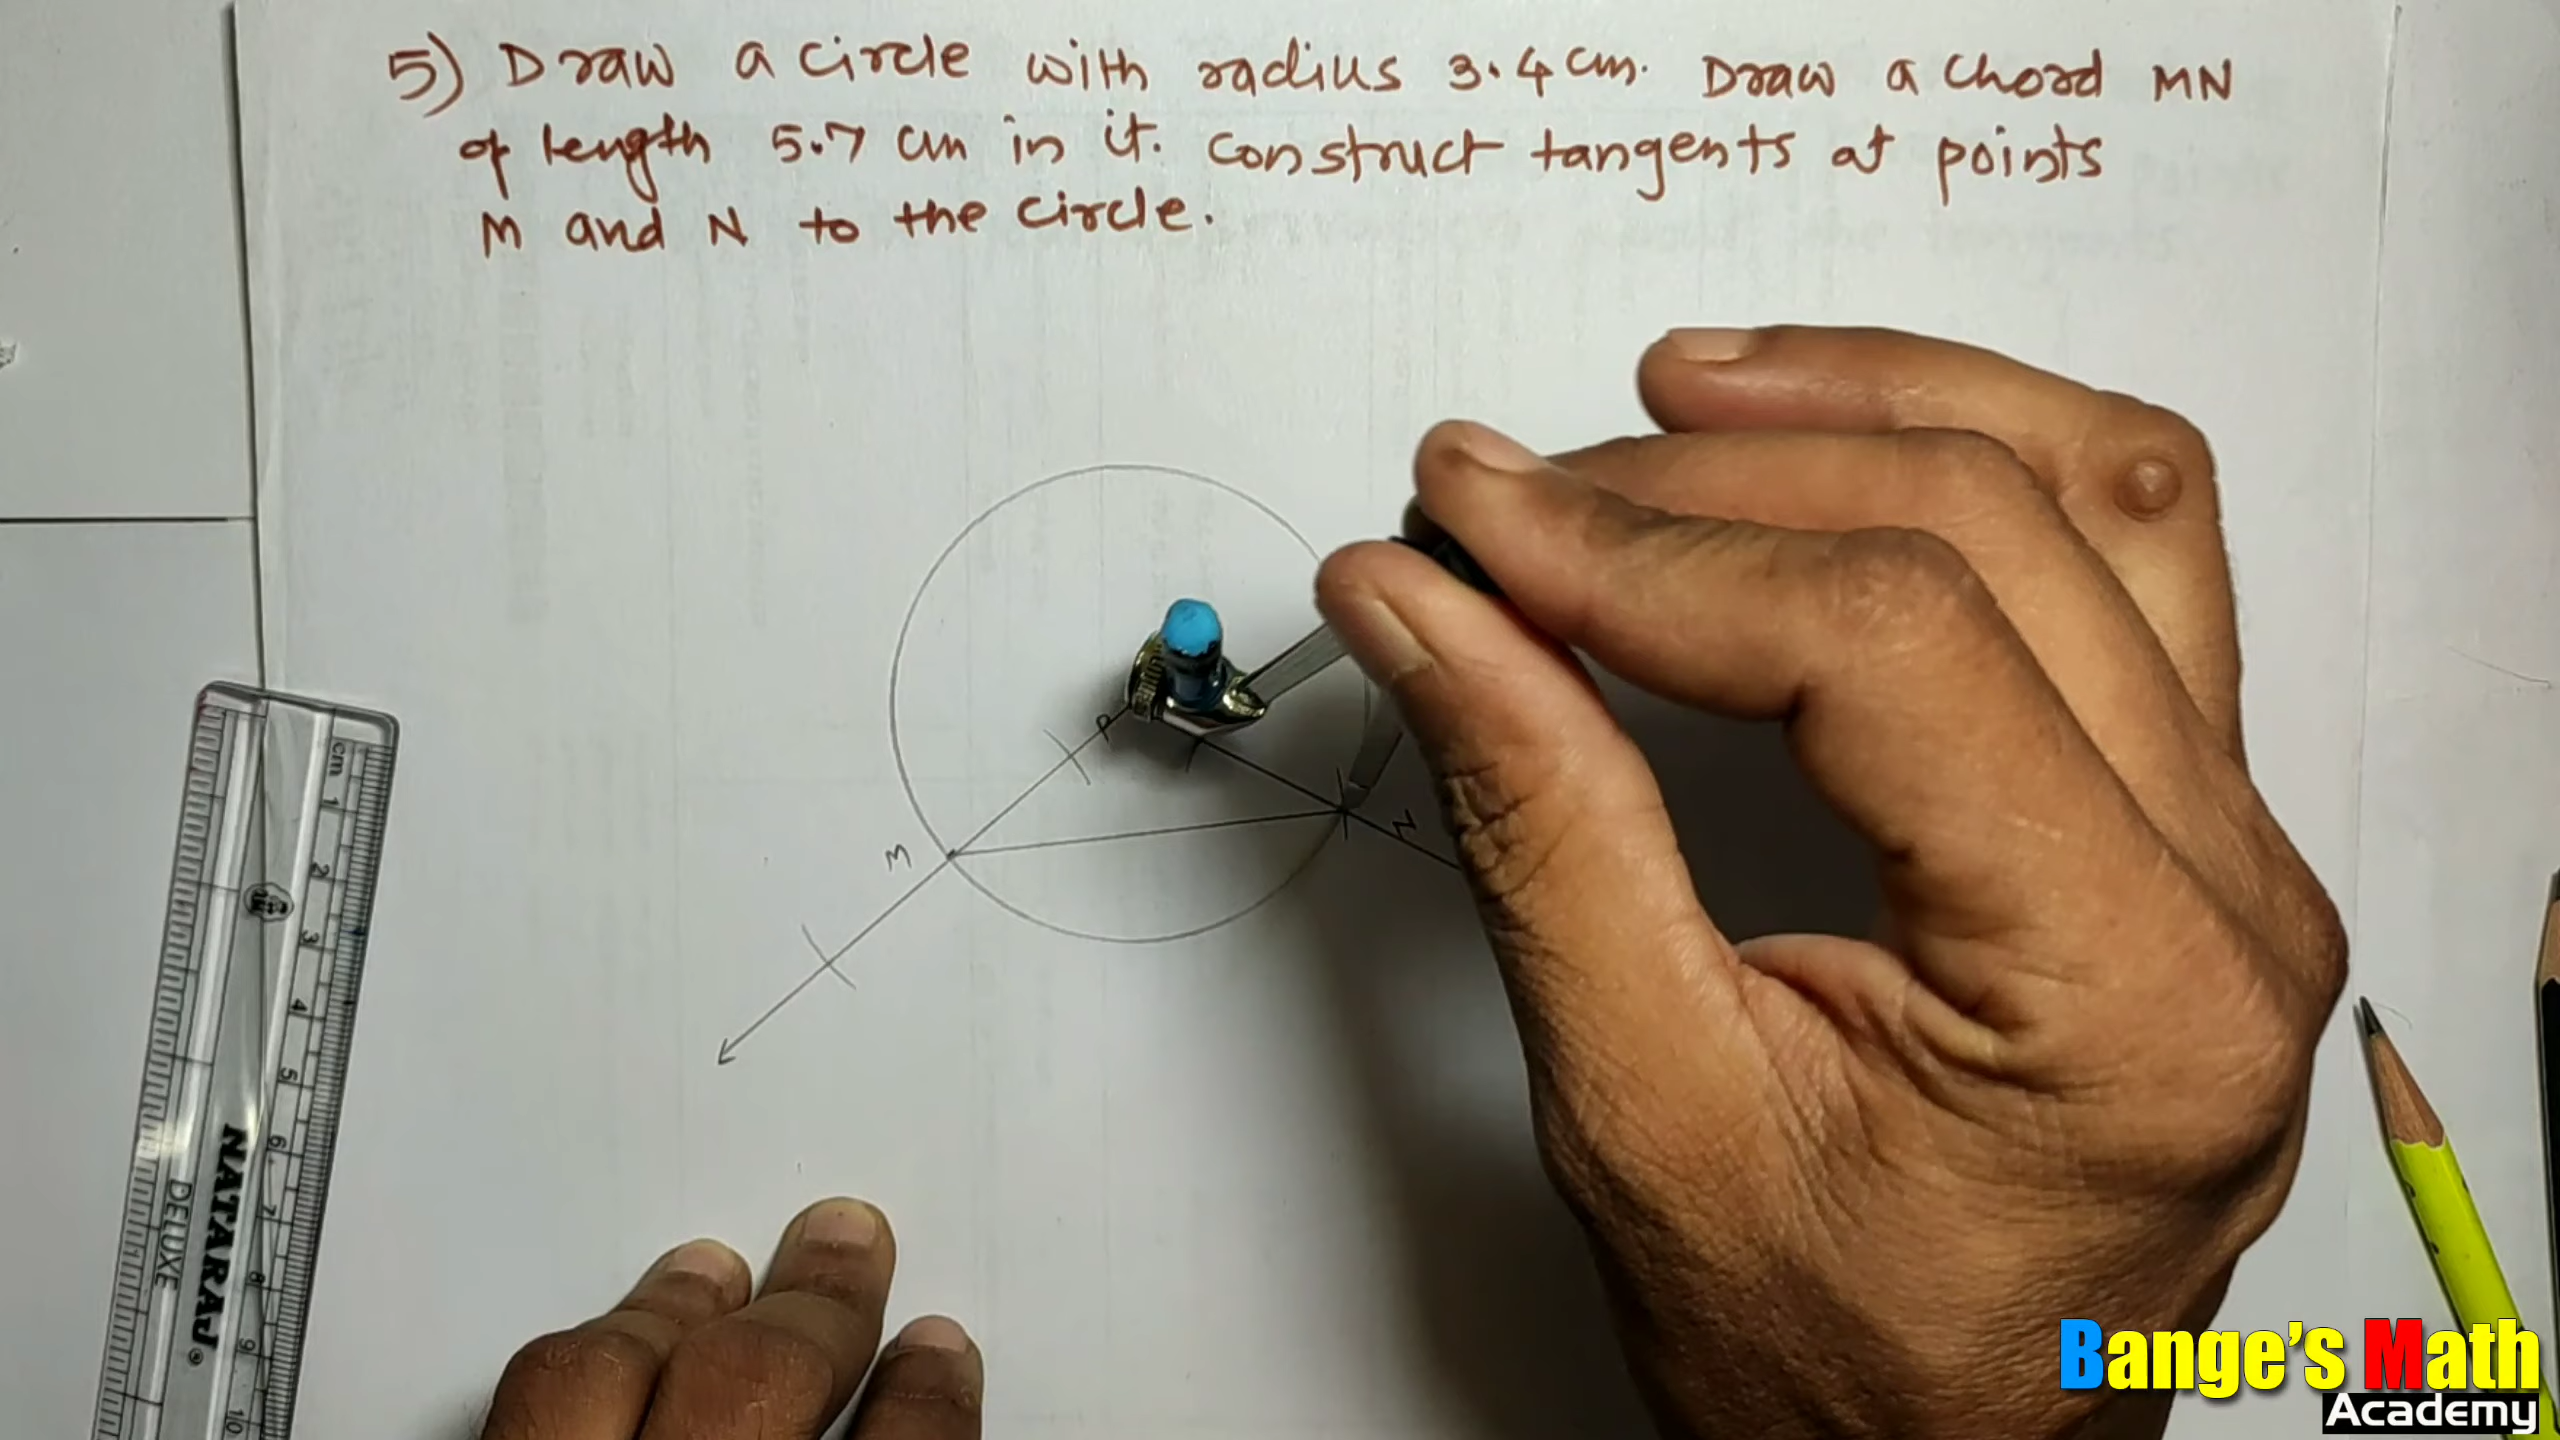 5) Draw a circle with radius 3.4 cm. Draw a chord MN
of length 5.7 cm in it. Construct tangents at points
M and N to the circle.
P
M
N
cm 1 2 3 4 5 6 7 8 9 10
NATARAJ
DELUXE
Bange's Math
Academy